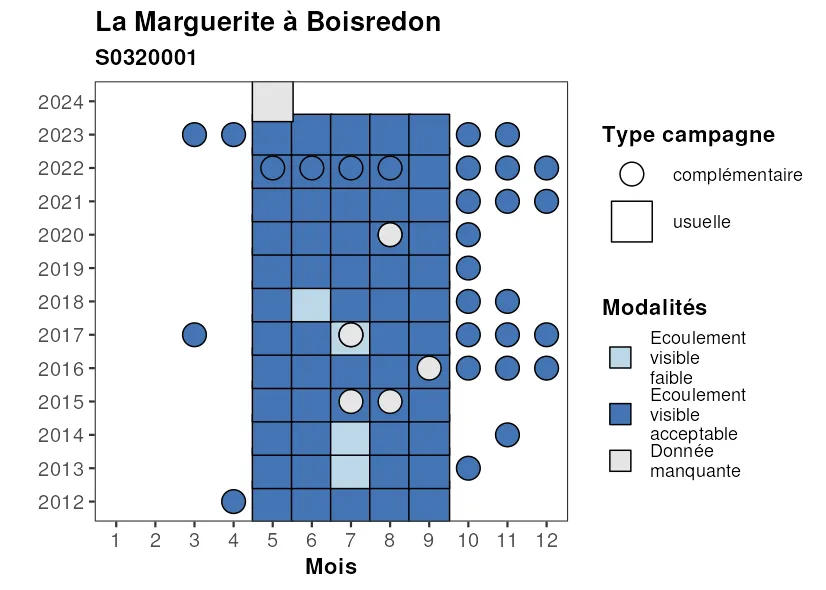 La Marguerite à Boisredon
S0320001
2024
2023
2022
2021
2020
2019
2018
2017
2016
2015
2014
2013
2012
1 2 3 4 5 6 7 8 9 10 11 12
Mois
Type campagne
complémentaire
usuelle
Modalités
Ecoulement
visible
faible
Ecoulement
visible
acceptable
Donnée
manquante